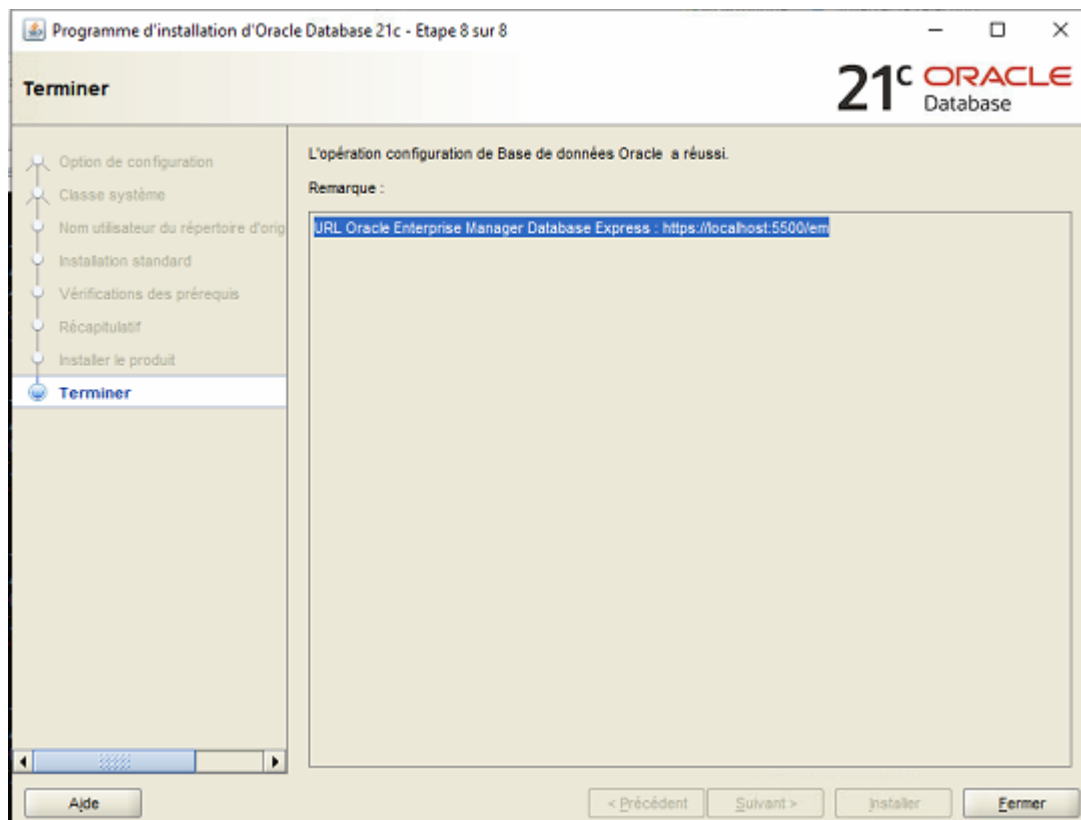 Programme d'installation d'Oracle Database 21c - Etape 8 sur 8
Terminer
21c ORACLE
Database
Option de configuration
Classe système
Nom utilisateur du répertoire d'orig
Installation standard
Vérifications des prérequis
Récapitulatif
Installer le produit
Terminer
L'opération configuration de Base de données Oracle a réussi.
Remarque :
URL Oracle Enterprise Manager Database Express : https://localhost:5500/em
Aide
< Précédent
Suivant >
Installer
Fermer